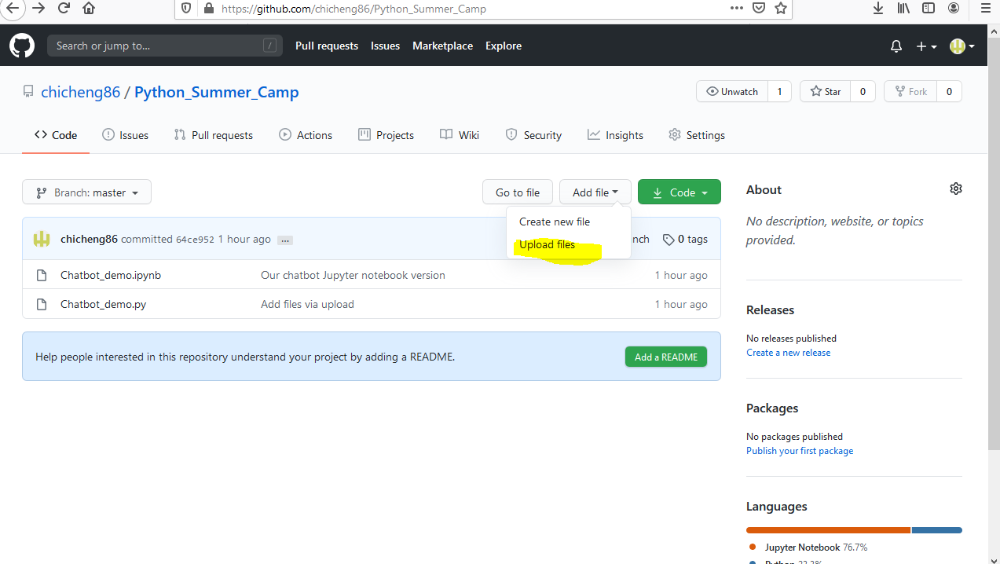 https://github.com/chicheng86/Python_Summer_Camp
Search or jump to... / Pull requests Issues Marketplace Explore
chicheng86 / Python_Summer_Camp Unwatch 1 Star 0 Fork 0
Code Issues Pull requests Actions Projects Wiki Security Insights Settings
Branch: master Go to file Add file Code
Create new file
Upload files
chicheng86 committed 64ce952 1 hour ago ... 0 tags
Chatbot_demo.ipynb Our chatbot Jupyter notebook version 1 hour ago
Chatbot_demo.py Add files via upload 1 hour ago
Help people interested in this repository understand your project by adding a README. Add a README
About
No description, website, or topics
provided.
Releases
No releases published
Create a new release
Packages
No packages published
Publish your first package
Languages
Jupyter Notebook 76.7%
Python